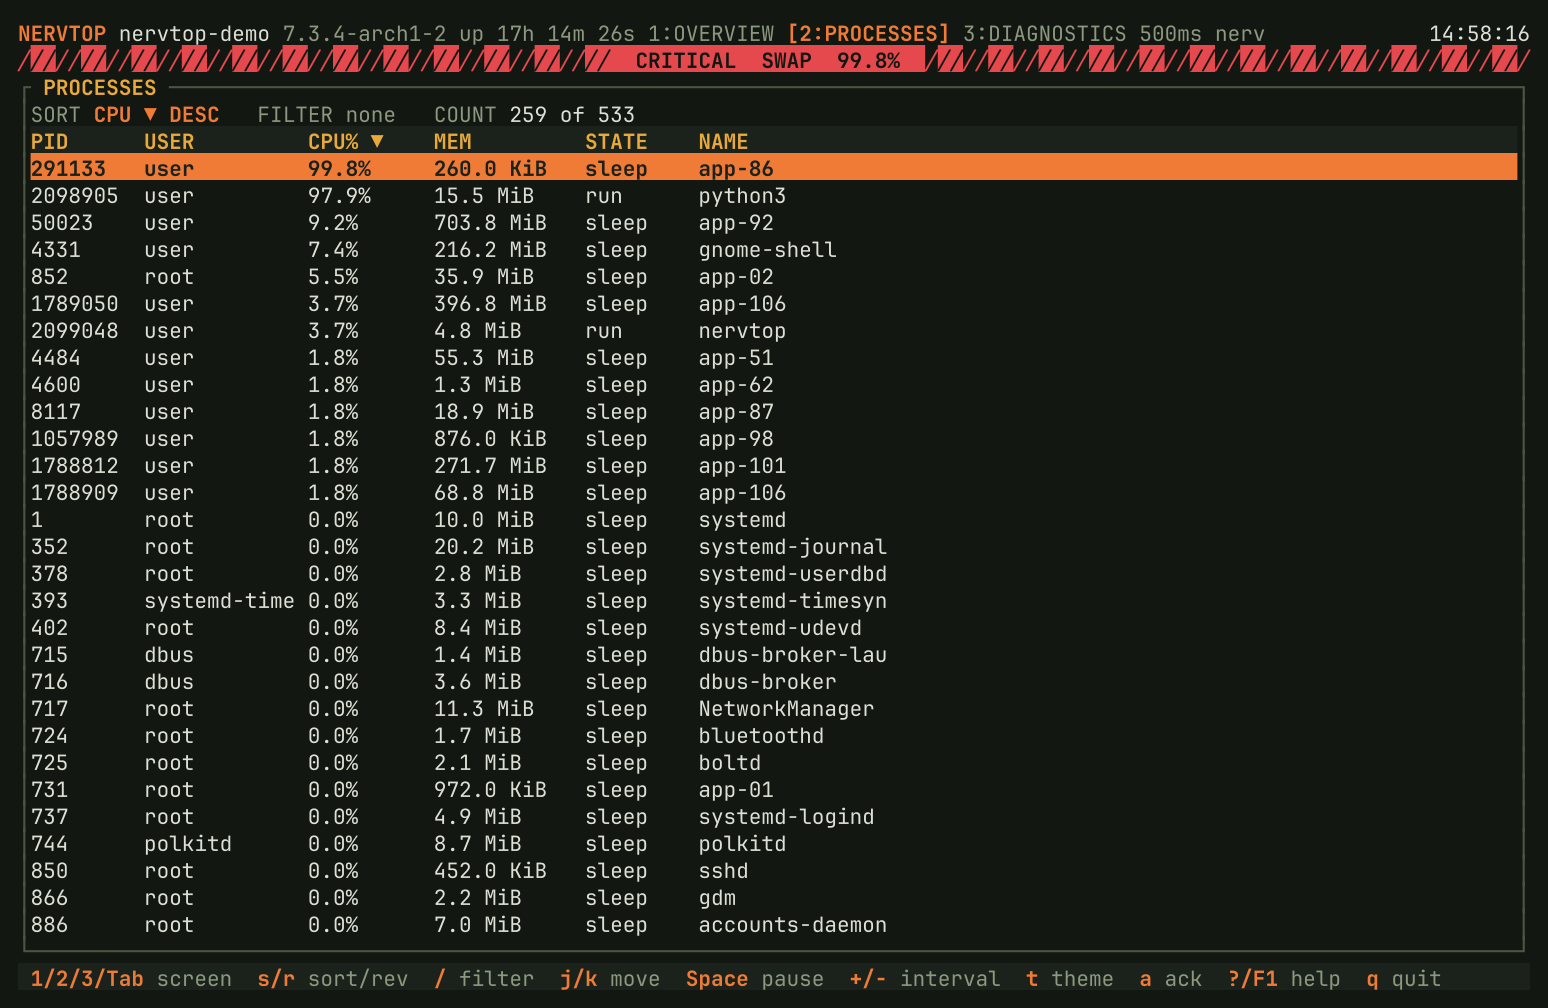 NERVTOP nervtop-demo 7.3.4-arch1-2 up 17h 14m 26s 1:OVERVIEW [2:PROCESSES] 3:DIAGNOSTICS 500ms nerv 14:58:16
CRITICAL SWAP 99.8%
PROCESSES
SORT CPU ▼ DESC FILTER none COUNT 259 of 533
PID USER CPU% ▼ MEM STATE NAME
291133 user 99.8% 260.0 KiB sleep app-86
2098905 user 97.9% 15.5 MiB run python3
50023 user 9.2% 703.8 MiB sleep app-92
4331 user 7.4% 216.2 MiB sleep gnome-shell
852 root 5.5% 35.9 MiB sleep app-02
1789050 user 3.7% 396.8 MiB sleep app-106
2099048 user 3.7% 4.8 MiB run nervtop
4484 user 1.8% 55.3 MiB sleep app-51
4600 user 1.8% 1.3 MiB sleep app-62
8117 user 1.8% 18.9 MiB sleep app-87
1057989 user 1.8% 876.0 KiB sleep app-98
1788812 user 1.8% 271.7 MiB sleep app-101
1788909 user 1.8% 68.8 MiB sleep app-106
1 root 0.0% 10.0 MiB sleep systemd
352 root 0.0% 20.2 MiB sleep systemd-journal
378 root 0.0% 2.8 MiB sleep systemd-userdbd
393 systemd-time 0.0% 3.3 MiB sleep systemd-timesyn
402 root 0.0% 8.4 MiB sleep systemd-udevd
715 dbus 0.0% 1.4 MiB sleep dbus-broker-lau
716 dbus 0.0% 3.6 MiB sleep dbus-broker
717 root 0.0% 11.3 MiB sleep NetworkManager
724 root 0.0% 1.7 MiB sleep bluetoothd
725 root 0.0% 2.1 MiB sleep boltd
731 root 0.0% 972.0 KiB sleep app-01
737 root 0.0% 4.9 MiB sleep systemd-logind
744 polkitd 0.0% 8.7 MiB sleep polkitd
850 root 0.0% 452.0 KiB sleep sshd
866 root 0.0% 2.2 MiB sleep gdm
886 root 0.0% 7.0 MiB sleep accounts-daemon
1/2/3/Tab screen s/r sort/rev / filter j/k move Space pause +/- interval t theme a ack ?/F1 help q quit